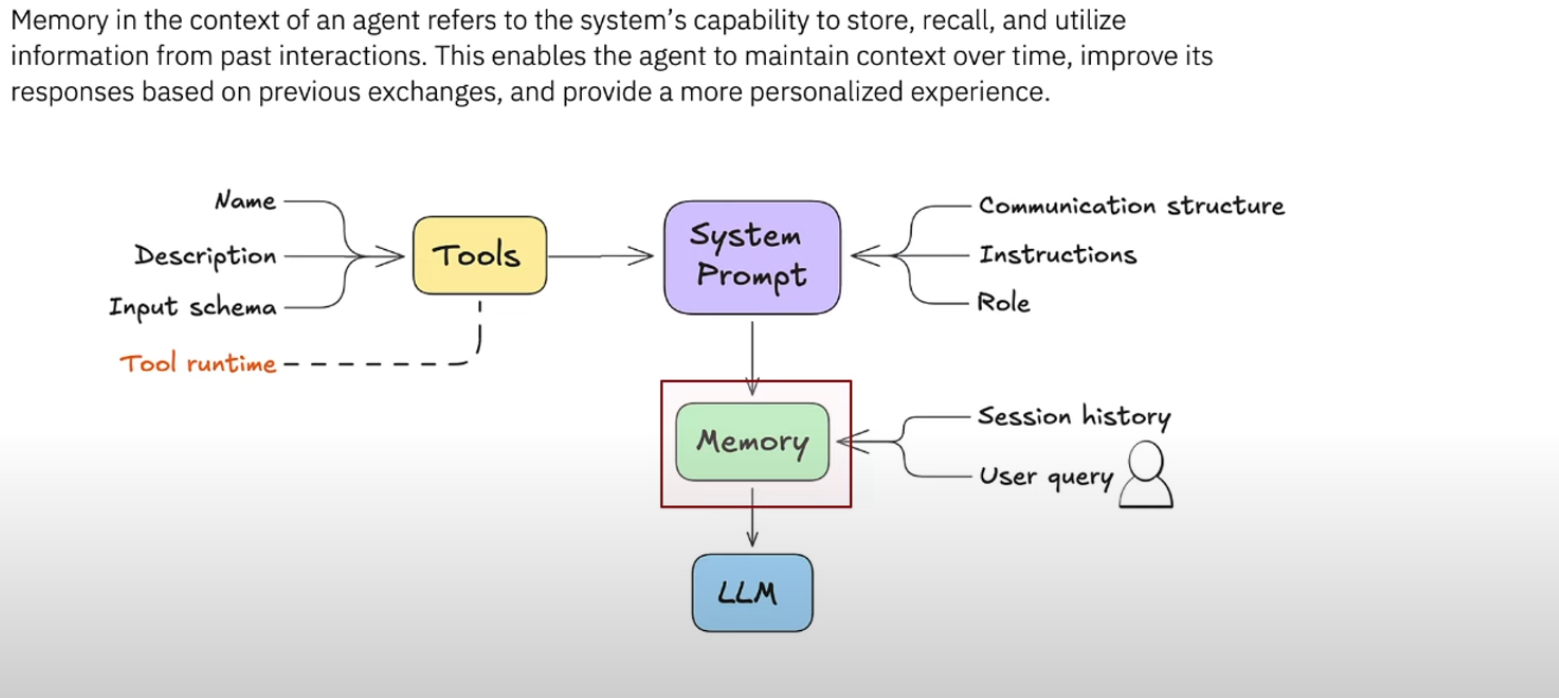 Memory in the context of an agent refers to the system’s capability to store, recall, and utilize
information from past interactions. This enables the agent to maintain context over time, improve its
responses based on previous exchanges, and provide a more personalized experience.
Name
Description
Input schema
Tool runtime
Tools
System
Prompt
Communication structure
Instructions
Role
Memory
Session history
User query
LLM